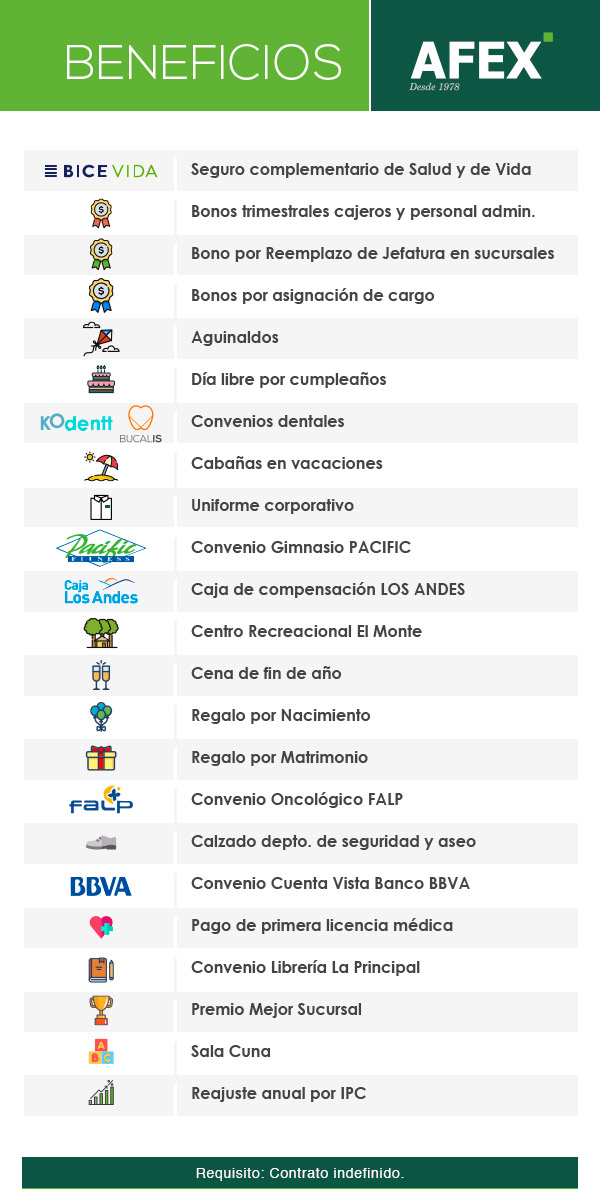 BENEFICIOS
AFEX
Desde 1978
BICE VIDA
Seguro complementario de Salud y de Vida
$
Bonos trimestrales cajeros y personal admin.
$
Bono por Reemplazo de Jefatura en sucursales
$
Bonos por asignación de cargo
Aguinaldos
Día libre por cumpleaños
KOdentt
BUCALIS
Convenios dentales
Cabañas en vacaciones
Uniforme corporativo
Pacific
FITNESS
Convenio Gimnasio PACIFIC
Caja
Los Andes
Caja de compensación LOS ANDES
Centro Recreacional El Monte
Cena de fin de año
Regalo por Nacimiento
Regalo por Matrimonio
FALP
Convenio Oncológico FALP
Calzado depto. de seguridad y aseo
BBVA
Convenio Cuenta Vista Banco BBVA
Pago de primera licencia médica
Convenio Librería La Principal
Premio Mejor Sucursal
A
B C
Sala Cuna
%
Reajuste anual por IPC
Requisito: Contrato indefinido.